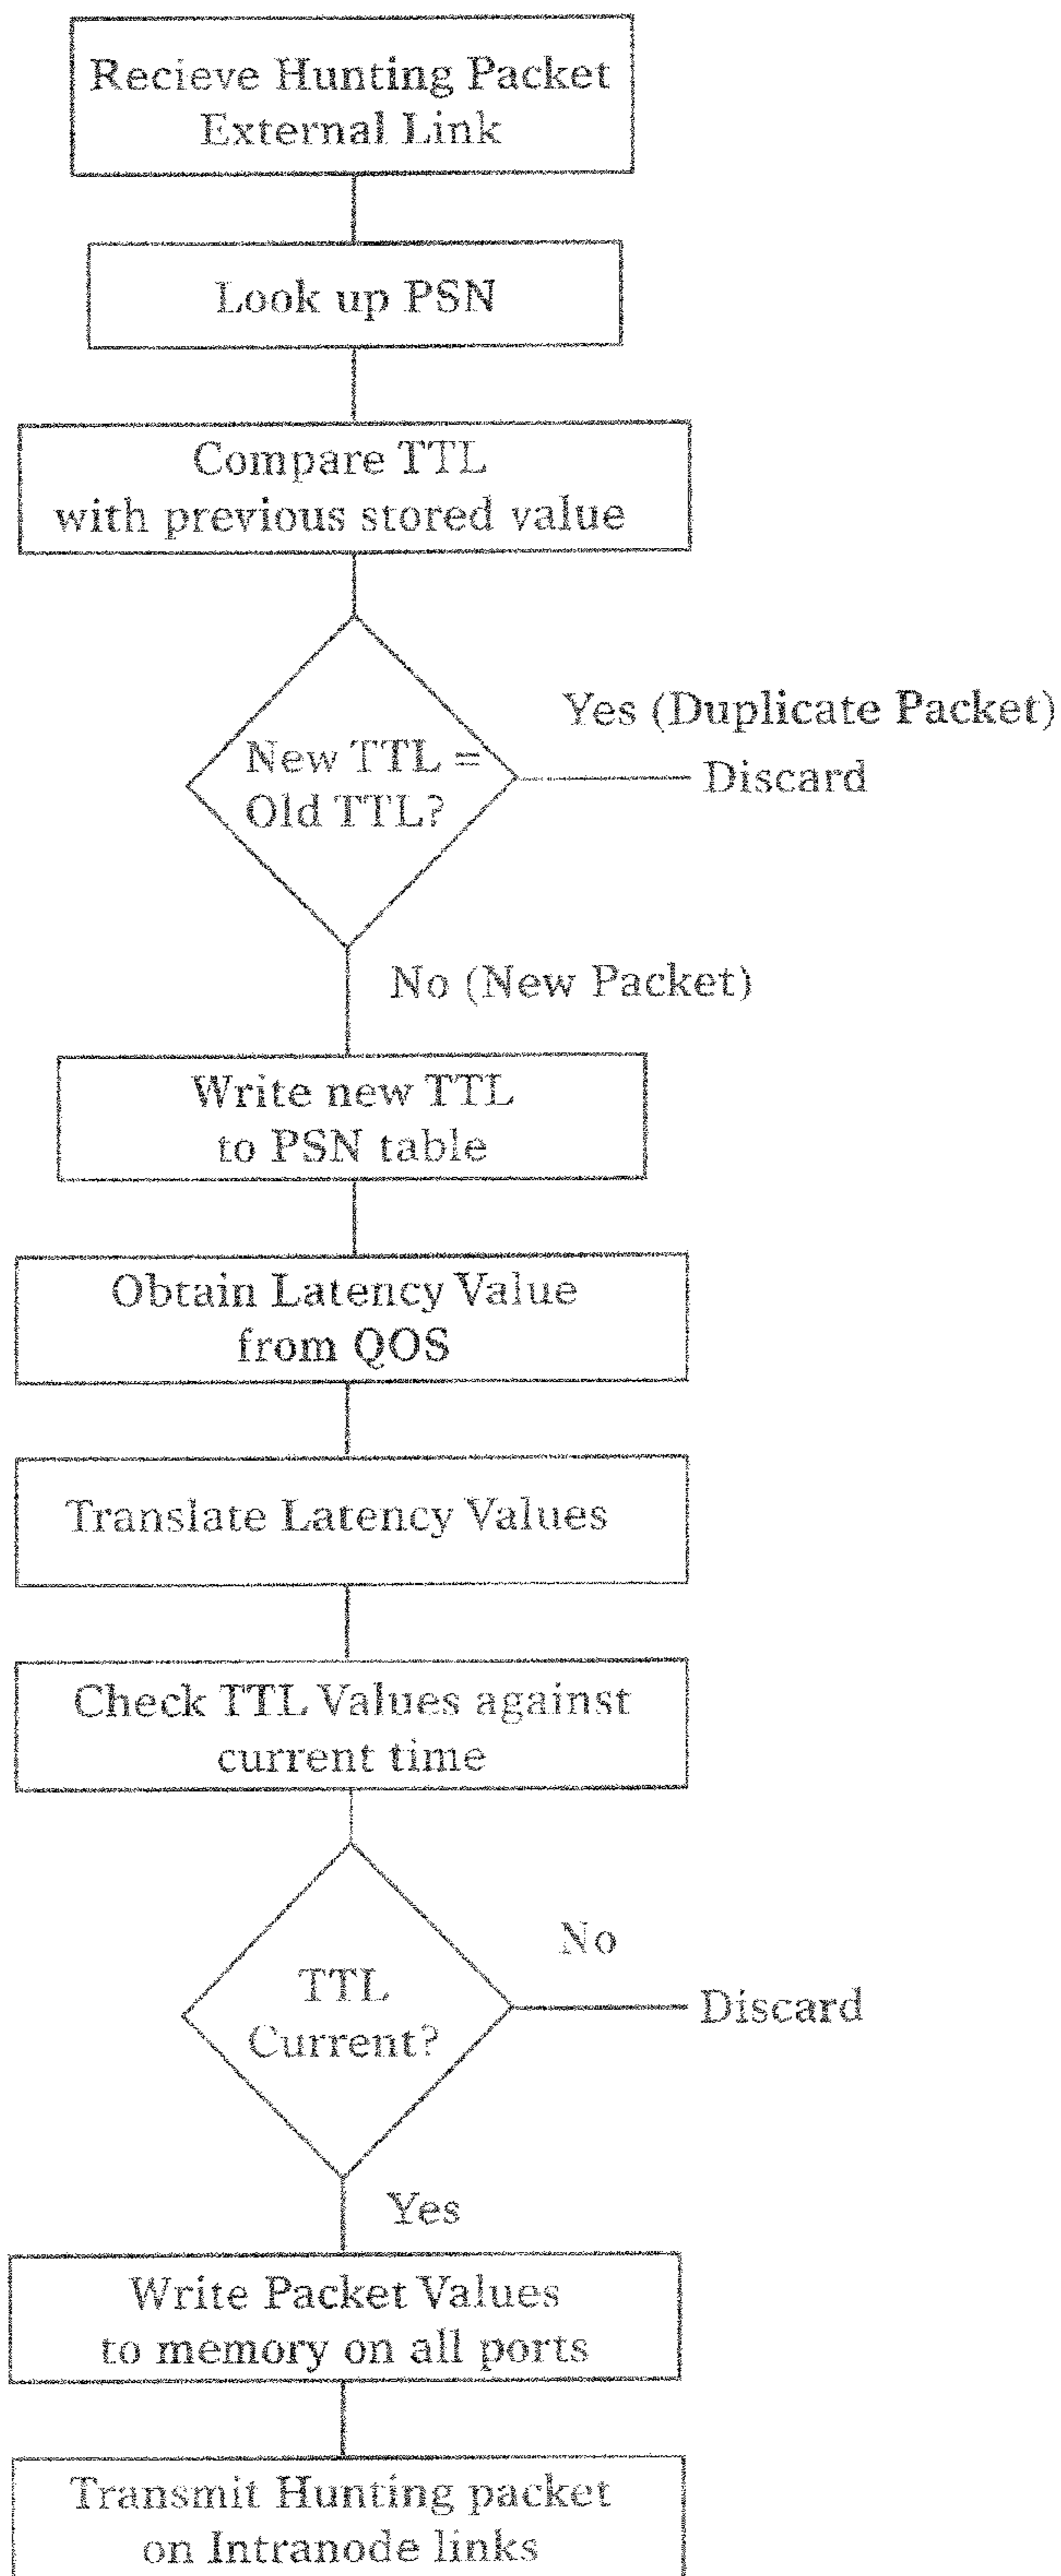 Recieve Hunting Packet
External Link
Look up PSN
Compare TTL
with previous stored value
Yes (Duplicate Packet)
New TTL =
Old TTL?
Discard
No (New Packet)
Write new TTL
to PSN table
Obtain Latency Value
from QOS
Translate Latency Values
Check TTL Values against
current time
No
TTL
Current?
Discard
Yes
Write Packet Values
to memory on all ports
Transmit Hunting packet
on Intranode links